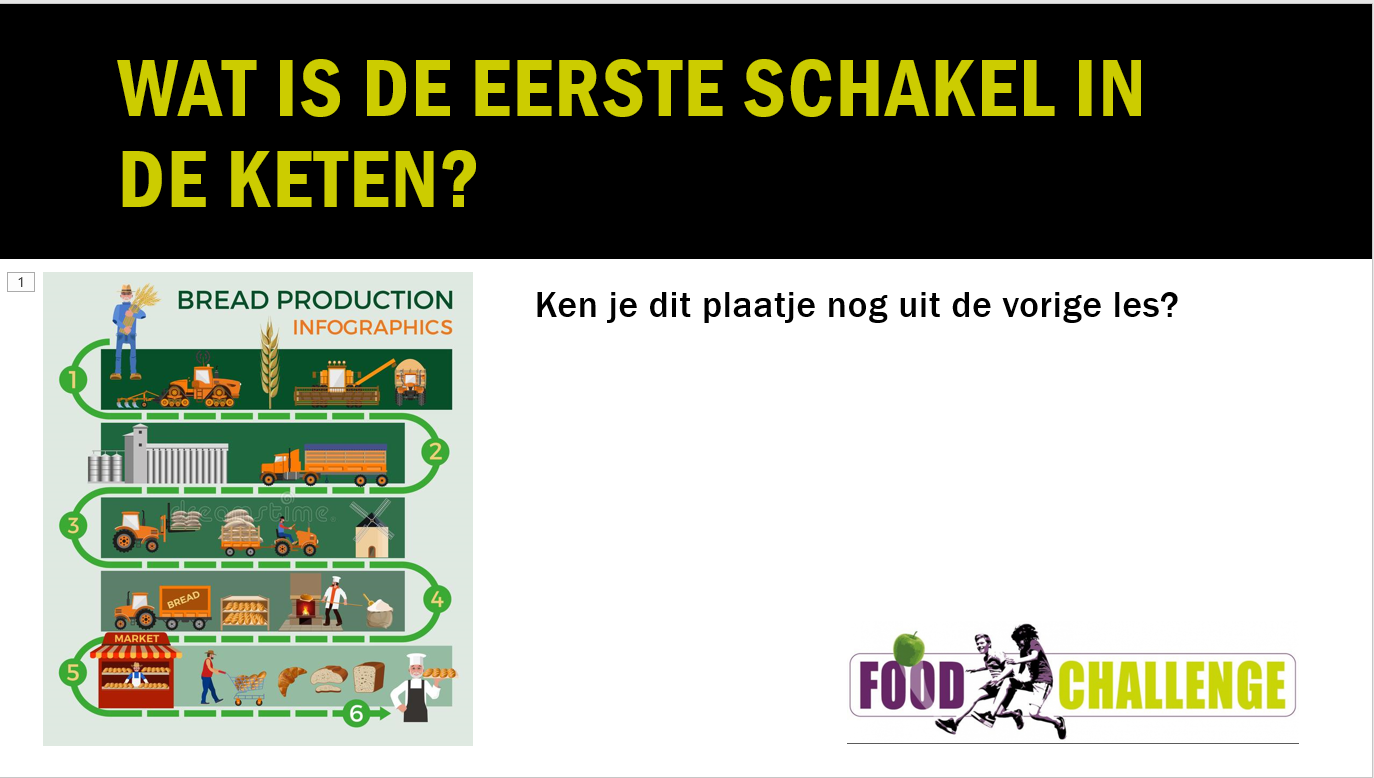 WAT IS DE EERSTE SCHAKEL IN
DE KETEN?
1
BREAD PRODUCTION
INFOGRAPHICS
Ken je dit plaatje nog uit de vorige les?
1
2
3
dreamstime.
BREAD
4
MARKET
5
6
FOOD CHALLENGE